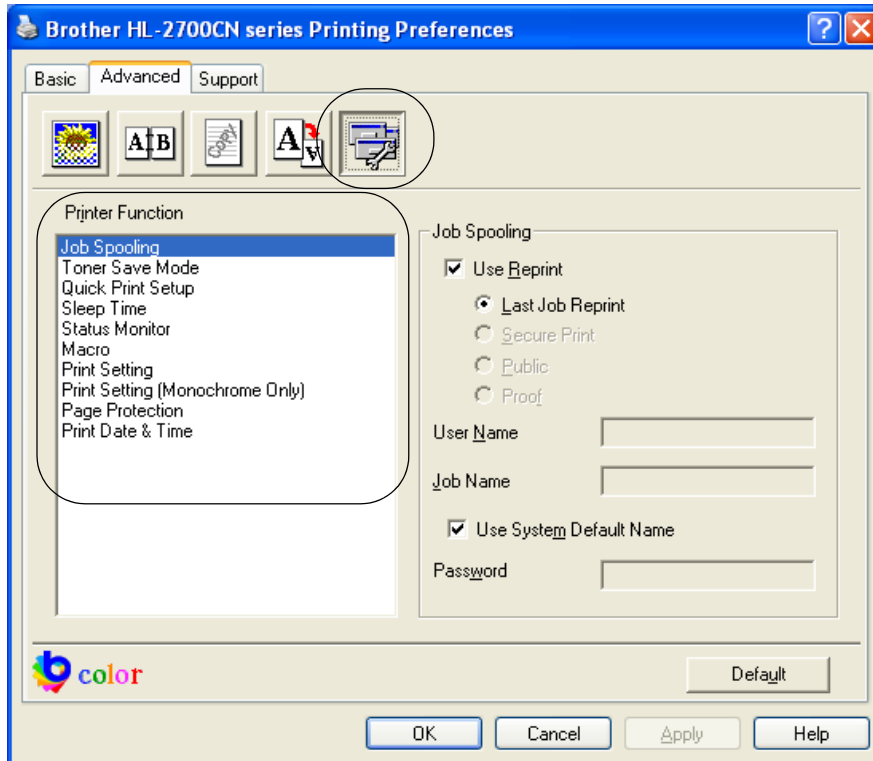 Brother HL-2700CN series Printing Preferences
Basic Advanced Support
A B copy A A
Printer Function
Job Spooling
Toner Save Mode
Quick Print Setup
Sleep Time
Status Monitor
Macro
Print Setting
Print Setting (Monochrome Only)
Page Protection
Print Date & Time
Job Spooling
Use Reprint
Last Job Reprint
Secure Print
Public
Proof
User Name
Job Name
Use System Default Name
Password
b color
Default
OK Cancel Apply Help